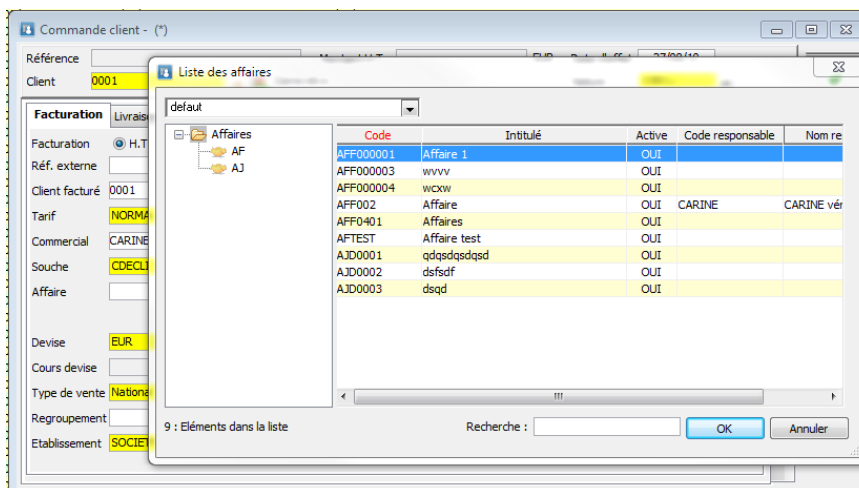 Commande client - (*)
Référence
Client 0001
Liste des affaires
Facturation Livrais
Facturation H.T
Réf. externe
Client facturé 0001
Tarif NORMA
Commercial CARINE
Souche CDECLI
Affaire
Devise EUR
Cours devise
Type de vente Nationa
Regroupement
Etablissement SOCIET
defaut
Affaires
AF
AJ
Code Intitulé Active Code responsable Nom re
AFF000001 Affaire 1 OUI
AFF000003 wvvv OUI
AFF000004 wcxw OUI
AFF002 Affaire OUI CARINE CARINE vér
AFF0401 Affaires OUI
AFTEST Affaire test OUI
AJD0001 qdqsdqsdqsd OUI
AJD0002 dsfsdf OUI
AJD0003 dsqd OUI
9 : Eléments dans la liste
Recherche :
OK
Annuler